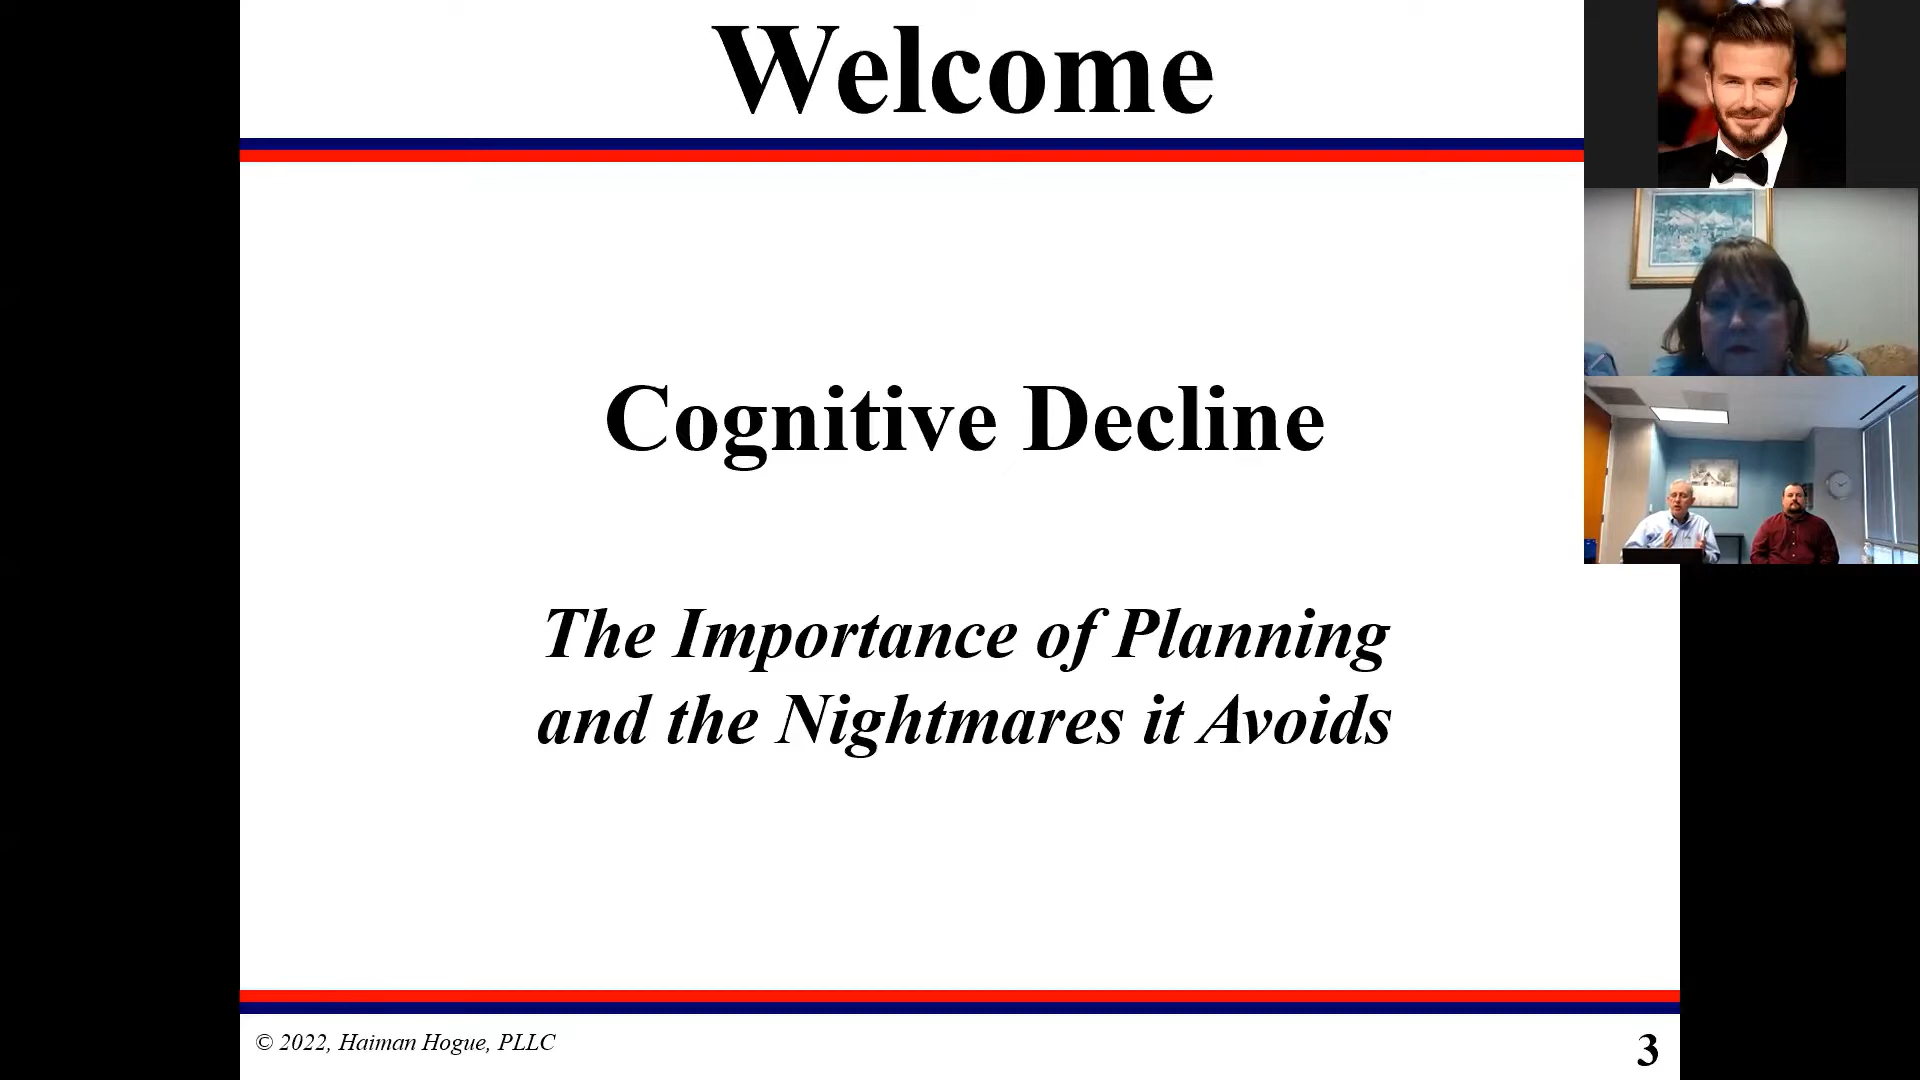 Welcome
Cognitive Decline
The Importance of Planning
and the Nightmares it Avoids
© 2022, Haiman Hogue, PLLC
3